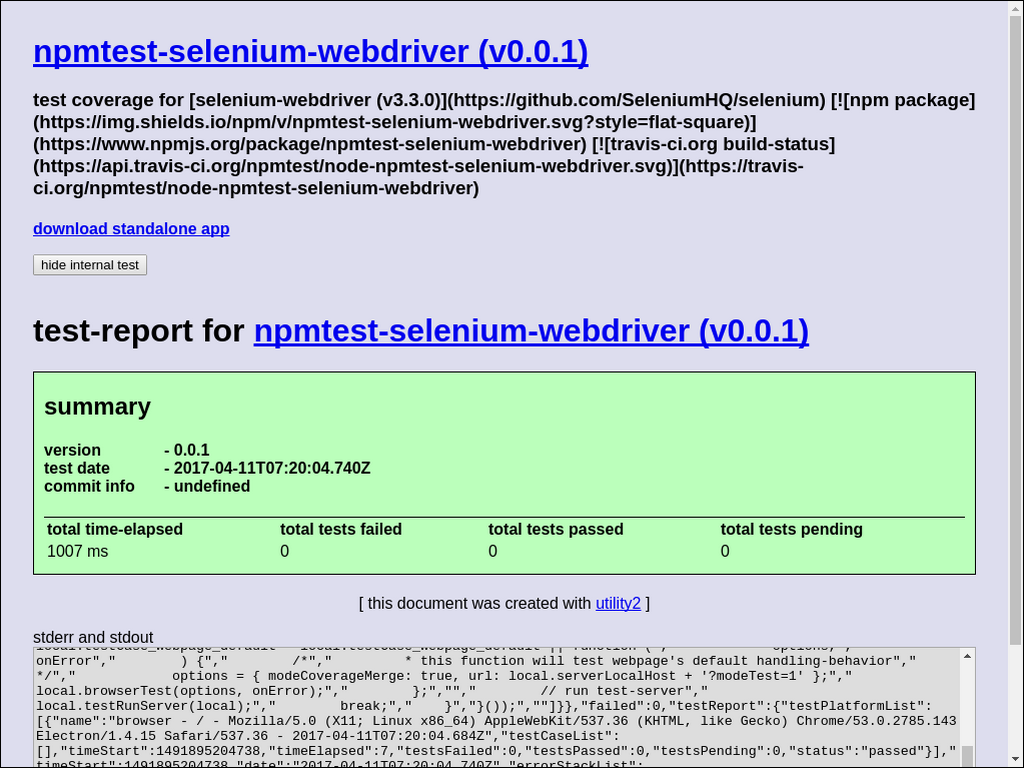 npmtest-selenium-webdriver (v0.0.1)
test coverage for [selenium-webdriver (v3.3.0)](https://github.com/SeleniumHQ/selenium) [![npm package]
(https://img.shields.io/npm/v/npmtest-selenium-webdriver.svg?style=flat-square)]
(https://www.npmjs.org/package/npmtest-selenium-webdriver) [![travis-ci.org build-status]
(https://api.travis-ci.org/npmtest/node-npmtest-selenium-webdriver.svg)](https://travis-
ci.org/npmtest/node-npmtest-selenium-webdriver)
download standalone app
hide internal test
test-report for npmtest-selenium-webdriver (v0.0.1)
summary
version - 0.0.1
test date - 2017-04-11T07:20:04.740Z
commit info - undefined
total time-elapsed total tests failed total tests passed total tests pending
1007 ms 0 0 0
[ this document was created with utility2 ]
stderr and stdout
onError"," ) {"," /*"," * this function will test webpage's default handling-behavior","
*/"," options = { modeCoverageMerge: true, url: local.serverLocalHost + '?modeTest=1' };","
local.browserTest(options, onError);"," };",""," // run test-server","
local.testRunServer(local);"," break;"," }","}());",""]}},"failed":0,"testReport":{"testPlatformList":
[{"name":"browser - / - Mozilla/5.0 (X11; Linux x86_64) AppleWebKit/537.36 (KHTML, like Gecko) Chrome/53.0.2785.143
Electron/1.4.15 Safari/537.36 - 2017-04-11T07:20:04.684Z","testCaseList":
[],"timeStart":1491895204738,"timeElapsed":7,"testsFailed":0,"testsPassed":0,"testsPending":0,"status":"passed"}],"
timeStart":1491895204738,"date":"2017-04-11T07:20:04.740Z","errorStackList":